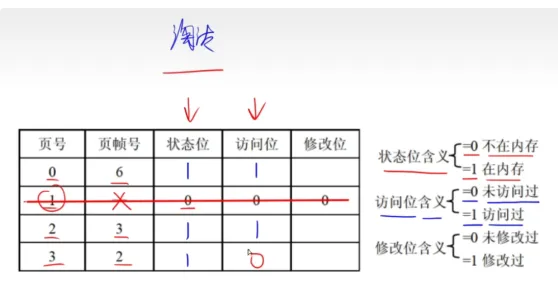 淘汰
页号 页帧号 状态位 访问位 修改位
0 6 1 1
1 × 0 0 0
2 3 1 1
3 2 1 0
状态位含义 =0 不在内存
=1 在内存
访问位含义 =0 未访问过
=1 访问过
修改位含义 =0 未修改过
=1 修改过